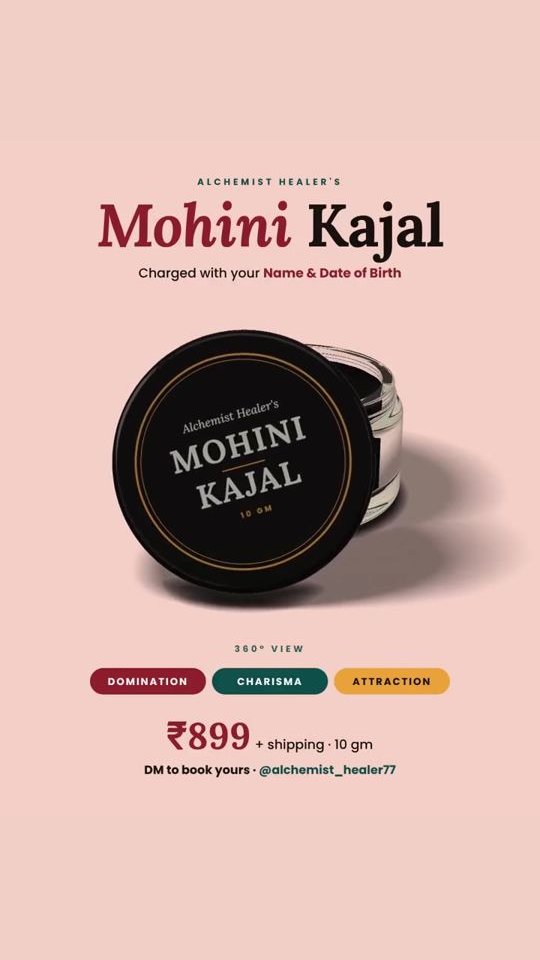 ALCHEMIST HEALER'S
Mohini Kajal
Charged with your Name & Date of Birth
Alchemist Healer's
MOHINI
KAJAL
10 GM
360° VIEW
DOMINATION CHARISMA ATTRACTION
₹899 + shipping · 10 gm
DM to book yours · @alchemist_healer77